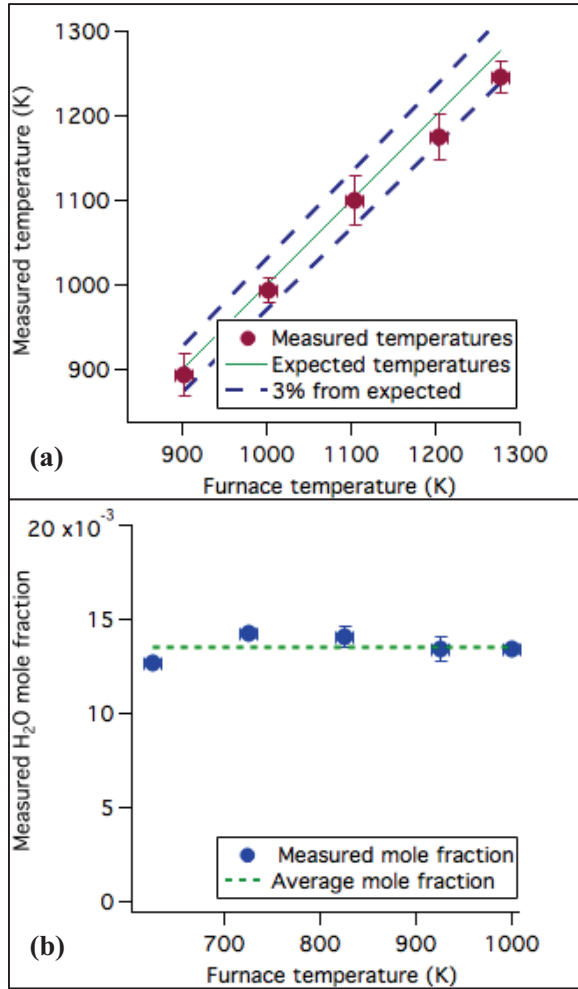 1300
1200
1100
1000
900
Measured temperature (K)
Measured temperatures
Expected temperatures
3% from expected
900 1000 1100 1200 1300
Furnace temperature (K)
(a)
20 x10⁻³
15
10
5
0
Measured H₂O mole fraction
Measured mole fraction
Average mole fraction
700 800 900 1000
Furnace temperature (K)
(b)